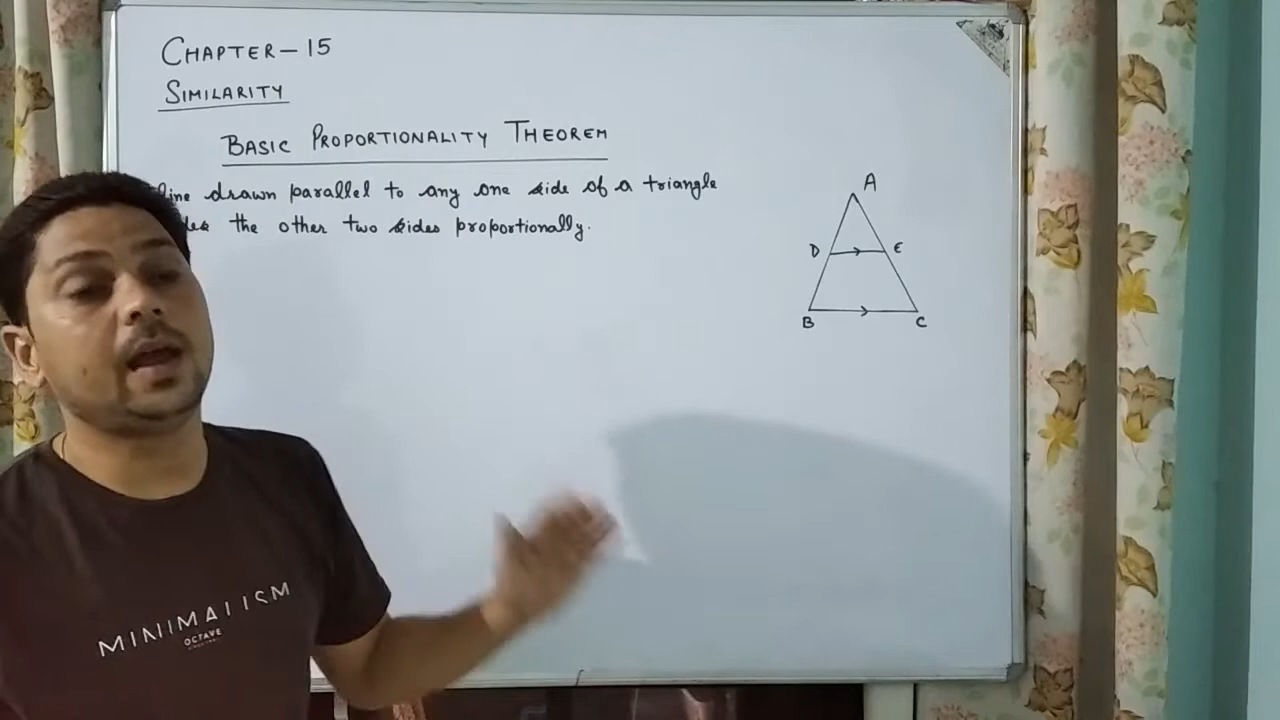 CHAPTER-15
SIMILARITY
BASIC PROPORTIONALITY THEOREM
line drawn parallel to any one side of a triangle
the other two sides proportionally.
A
D E
B C
MINIMALISM
OCTAVE